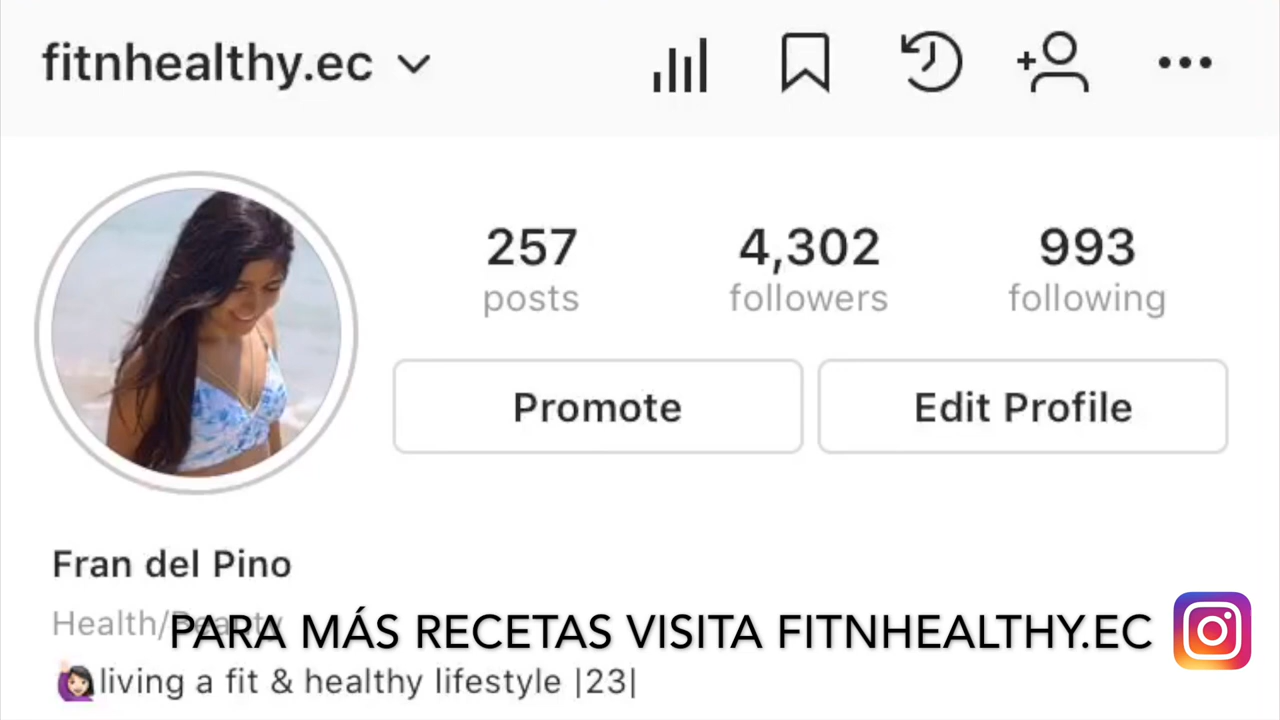 fitnhealthy.ec
257 4,302 993
posts followers following
Promote Edit Profile
Fran del Pino
Health/Beauty
PARA MÁS RECETAS VISITA FITNHEALTHY.EC
living a fit & healthy lifestyle |23|